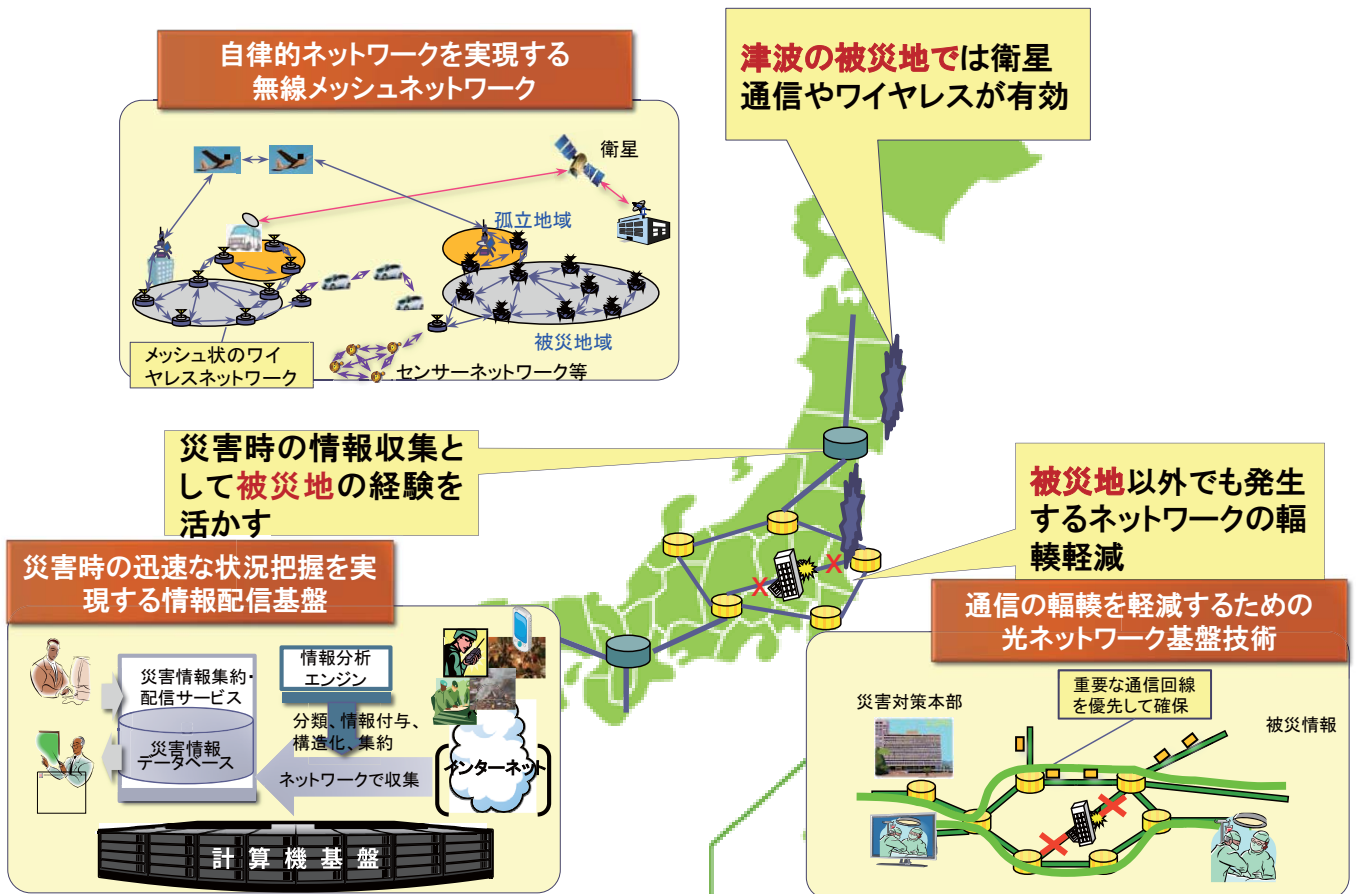 自律的ネットワークを実現する
無線メッシュネットワーク
衛星
孤立地域
被災地域
メッシュ状のワイ
ヤレスネットワーク
センサーネットワーク等
津波の被災地では衛星
通信やワイヤレスが有効
災害時の情報収集と
して被災地の経験を
活かす
被災地以外でも発生
するネットワークの輻
輳軽減
災害時の迅速な状況把握を実
現する情報配信基盤
災害情報集約・
配信サービス
災害情報
データベース
情報分析
エンジン
分類、情報付与、
構造化、集約
ネットワークで収集
インターネット
計算機基盤
通信の輻輳を軽減するための
光ネットワーク基盤技術
災害対策本部
重要な通信回線
を優先して確保
被災情報